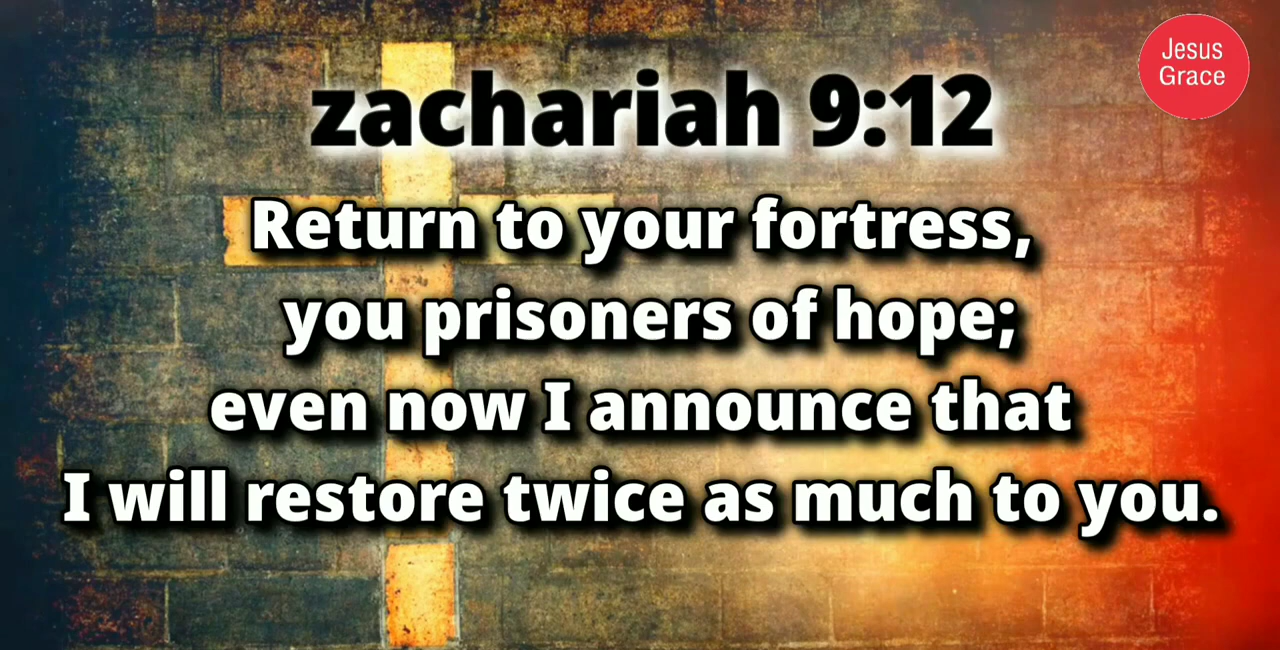 Jesus
Grace
zachariah 9:12
Return to your fortress,
you prisoners of hope;
even now I announce that
I will restore twice as much to you.